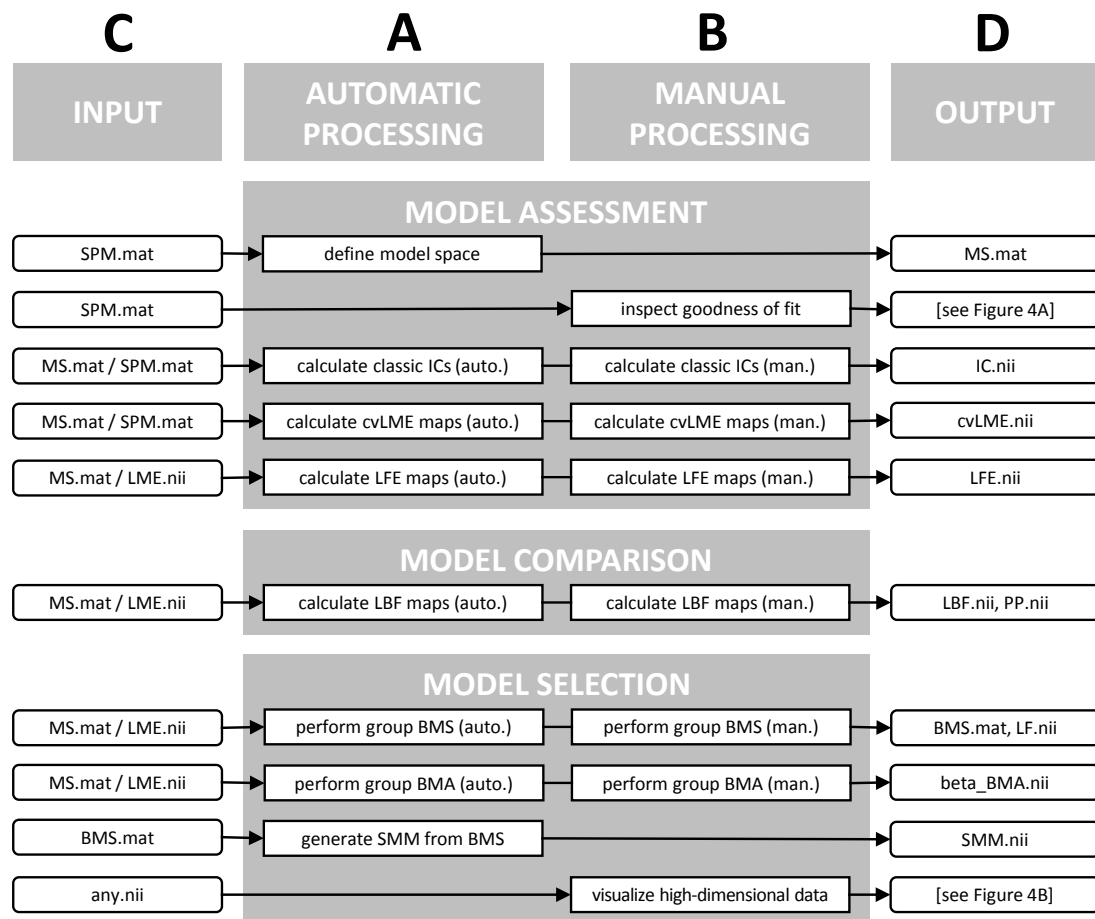 C A B D
INPUT
AUTOMATIC
PROCESSING
MANUAL
PROCESSING
OUTPUT
MODEL ASSESSMENT
SPM.mat define model space MS.mat
SPM.mat inspect goodness of fit [see Figure 4A]
MS.mat / SPM.mat calculate classic ICs (auto.) calculate classic ICs (man.) IC.nii
MS.mat / SPM.mat calculate cvLME maps (auto.) calculate cvLME maps (man.) cvLME.nii
MS.mat / LME.nii calculate LFE maps (auto.) calculate LFE maps (man.) LFE.nii
MODEL COMPARISON
MS.mat / LME.nii calculate LBF maps (auto.) calculate LBF maps (man.) LBF.nii, PP.nii
MODEL SELECTION
MS.mat / LME.nii perform group BMS (auto.) perform group BMS (man.) BMS.mat, LF.nii
MS.mat / LME.nii perform group BMA (auto.) perform group BMA (man.) beta_BMA.nii
BMS.mat generate SMM from BMS SMM.nii
any.nii visualize high-dimensional data [see Figure 4B]